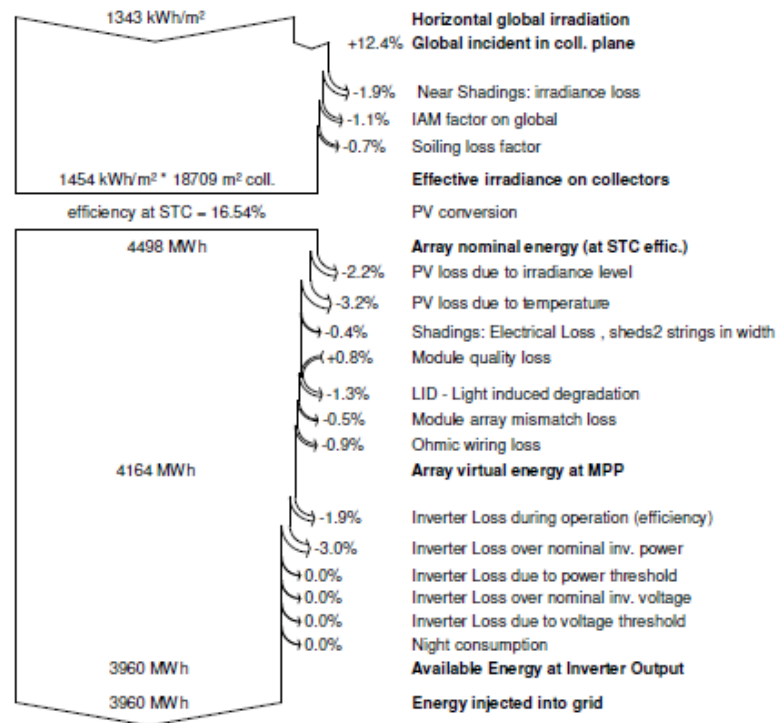 1343 kWh/m² Horizontal global irradiation
+12.4% Global incident in coll. plane
-1.9% Near Shadings: irradiance loss
-1.1% IAM factor on global
-0.7% Soiling loss factor
1454 kWh/m² * 18709 m² coll. Effective irradiance on collectors
efficiency at STC = 16.54% PV conversion
4498 MWh Array nominal energy (at STC effic.)
-2.2% PV loss due to irradiance level
-3.2% PV loss due to temperature
-0.4% Shadings: Electrical Loss , sheds2 strings in width
+0.8% Module quality loss
-1.3% LID - Light induced degradation
-0.5% Module array mismatch loss
-0.9% Ohmic wiring loss
4164 MWh Array virtual energy at MPP
-1.9% Inverter Loss during operation (efficiency)
-3.0% Inverter Loss over nominal inv. power
0.0% Inverter Loss due to power threshold
0.0% Inverter Loss over nominal inv. voltage
0.0% Inverter Loss due to voltage threshold
0.0% Night consumption
3960 MWh Available Energy at Inverter Output
3960 MWh Energy injected into grid